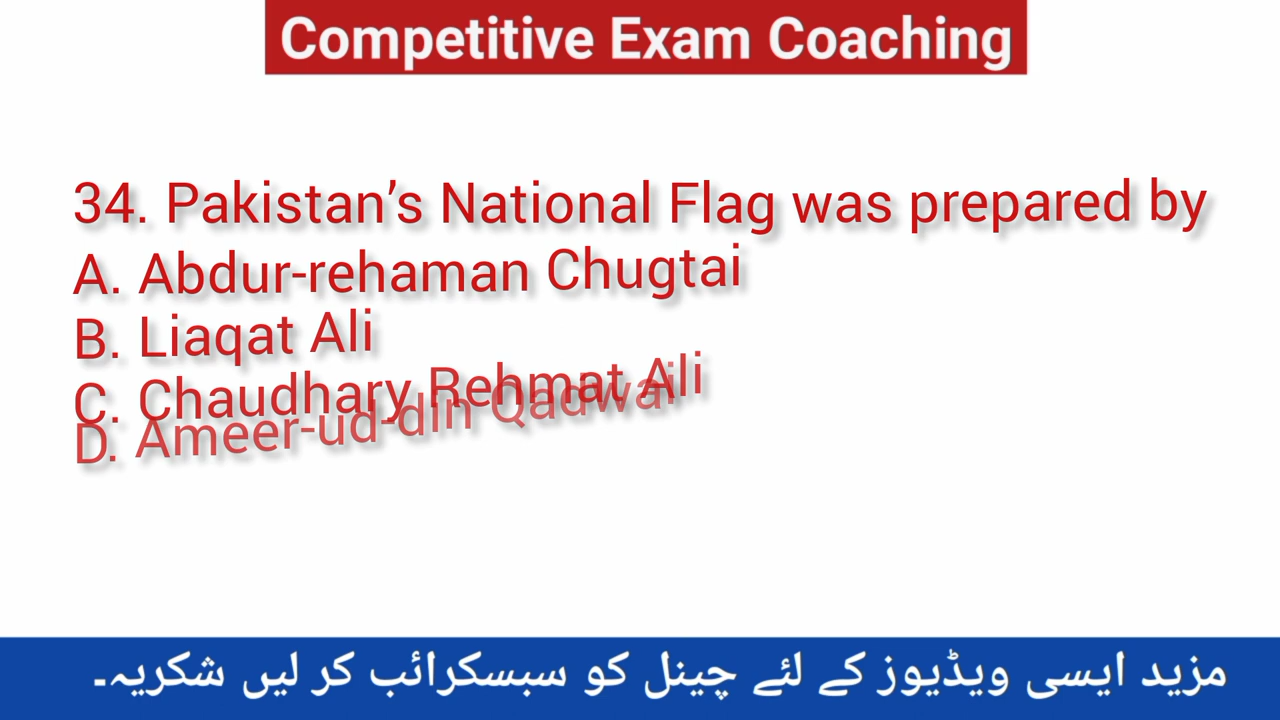 Competitive Exam Coaching
34. Pakistan’s National Flag was prepared by
A. Abdur-rehaman Chugtai
B. Liaqat Ali
C. Chaudhary Rehmat Ali
D. Ameer-ud-din Qadwai
مزید ایسی ویڈیوز کے لئے چینل کو سبسکرائب کر لیں شکریہ۔